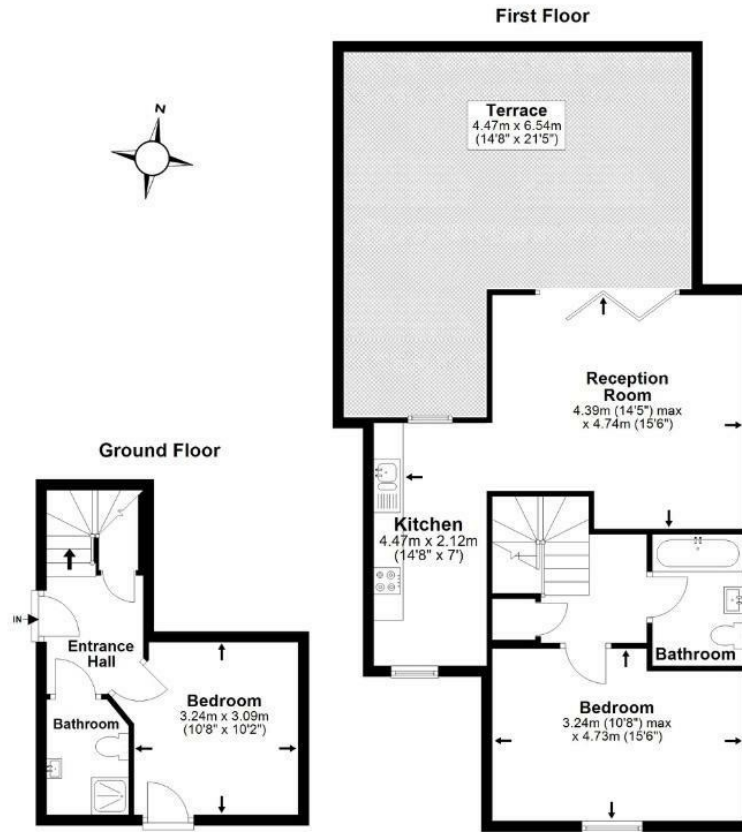 First Floor
N
Terrace
4.47m x 6.54m
(14'8" x 21'5")
Reception
Room
4.39m (14'5") max
x 4.74m (15'6")
Ground Floor
Kitchen
4.47m x 2.12m
(14'8" x 7')
IN
Entrance
Hall
Bathroom
Bedroom
3.24m x 3.09m
(10'8" x 10'2")
Bathroom
Bedroom
3.24m (10'8") max
x 4.73m (15'6")